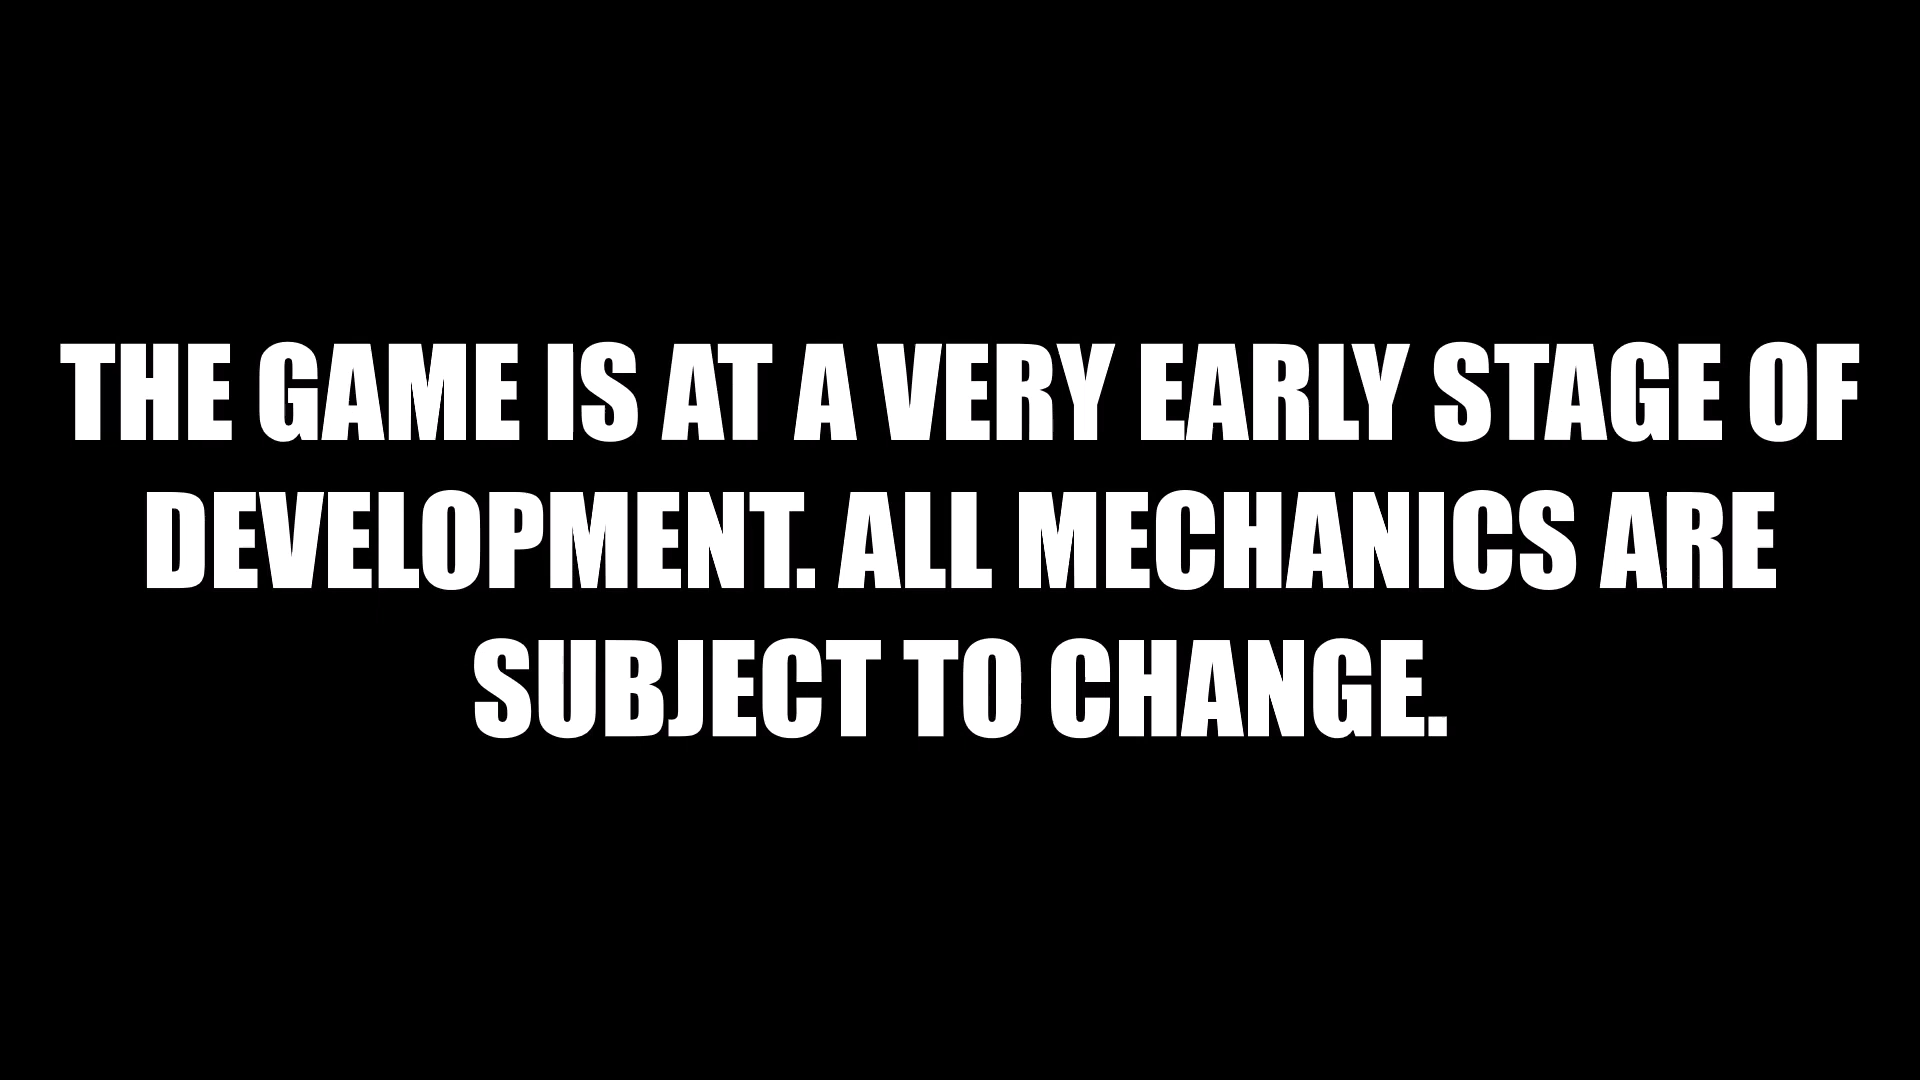 THE GAME IS AT A VERY EARLY STAGE OF
DEVELOPMENT. ALL MECHANICS ARE
SUBJECT TO CHANGE.